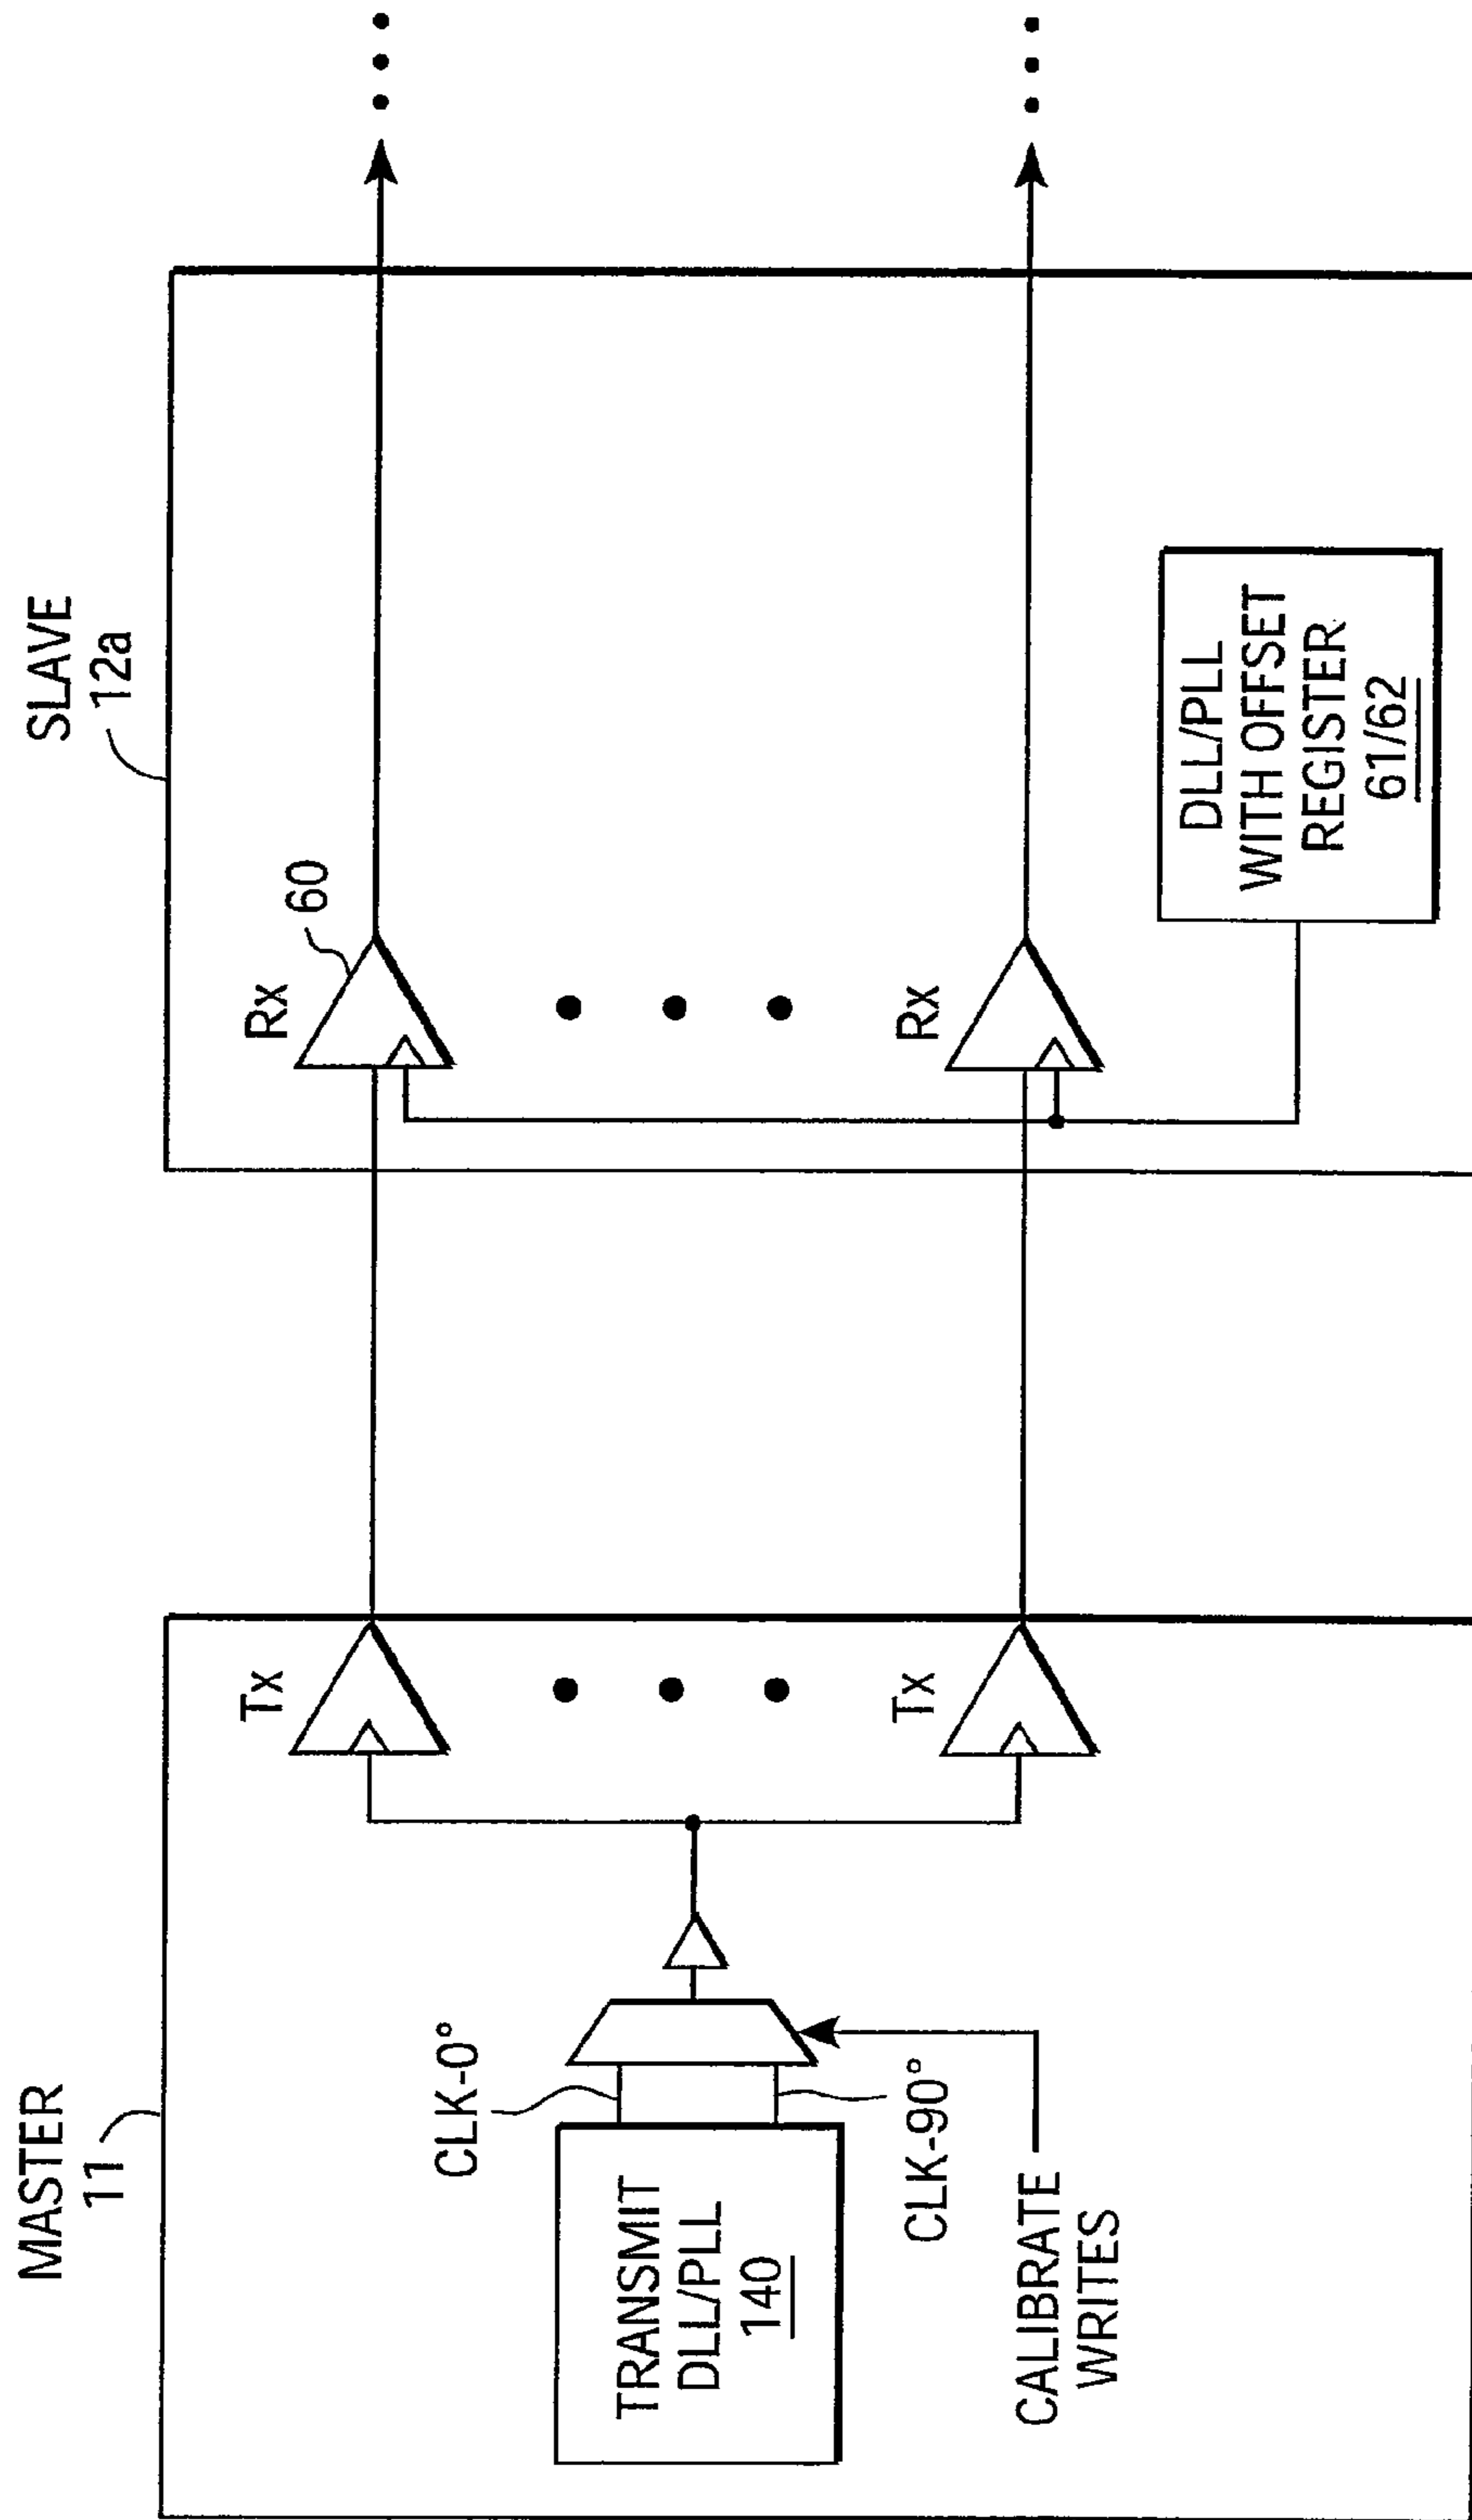 MASTER
11
TRANSMIT
DLL/PLL
140
CLK-0°
CLK-90°
CALIBRATE
WRITES
Tx
Tx
SLAVE
12a
Rx
60
Rx
DLL/PLL
WITH OFFSET
REGISTER
61/62